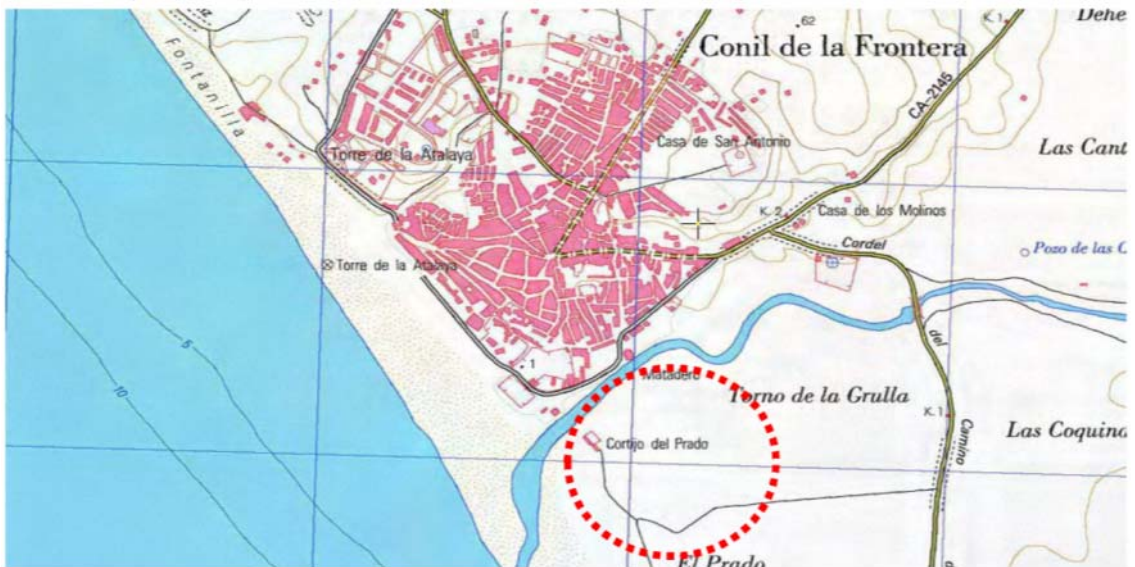 62
K. 1
Dehe
Conil de la Frontera
Fontanilla
CA-2145
Torre de la Atalaya
Casa de San Antonio
Las Cant
K. 2
Casa de los Molinos
Cordel
Pozo de las C
Torre de la Atalaya
5
1
Matadero
del
10
Torno de la Grulla
K. 1
Camino
Las Coquina
Cortijo del Prado
El Prado